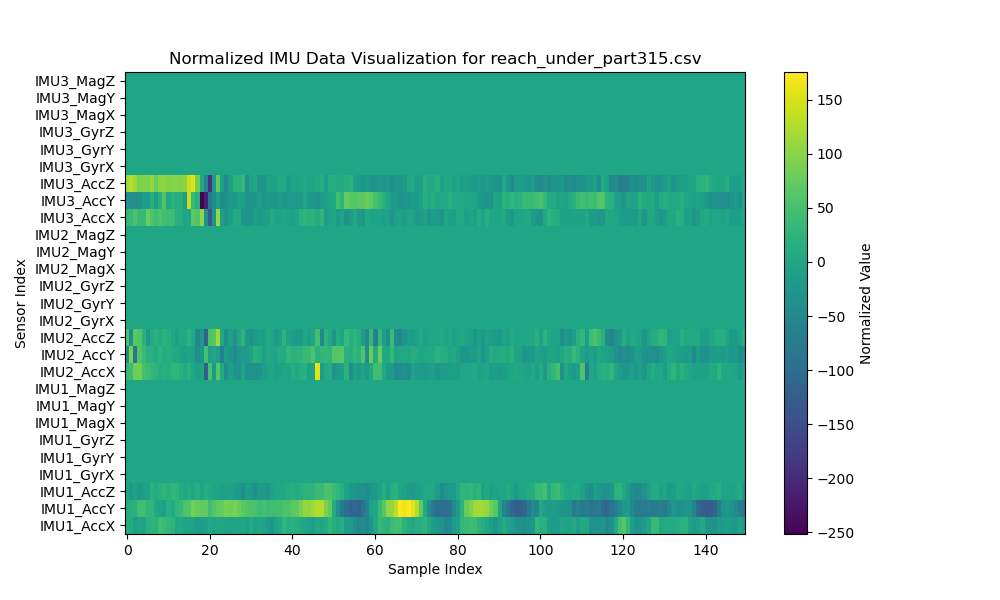 Normalized IMU Data Visualization for reach_under_part315.csv
IMU3_MagZ
IMU3_MagY
IMU3_MagX
IMU3_GyrZ
IMU3_GyrY
IMU3_GyrX
IMU3_AccZ
IMU3_AccY
IMU3_AccX
IMU2_MagZ
IMU2_MagY
IMU2_MagX
IMU2_GyrZ
IMU2_GyrY
IMU2_GyrX
IMU2_AccZ
IMU2_AccY
IMU2_AccX
IMU1_MagZ
IMU1_MagY
IMU1_MagX
IMU1_GyrZ
IMU1_GyrY
IMU1_GyrX
IMU1_AccZ
IMU1_AccY
IMU1_AccX
Sensor Index
0 20 40 60 80 100 120 140
Sample Index
150
100
50
0
−50
−100
−150
−200
−250
Normalized Value